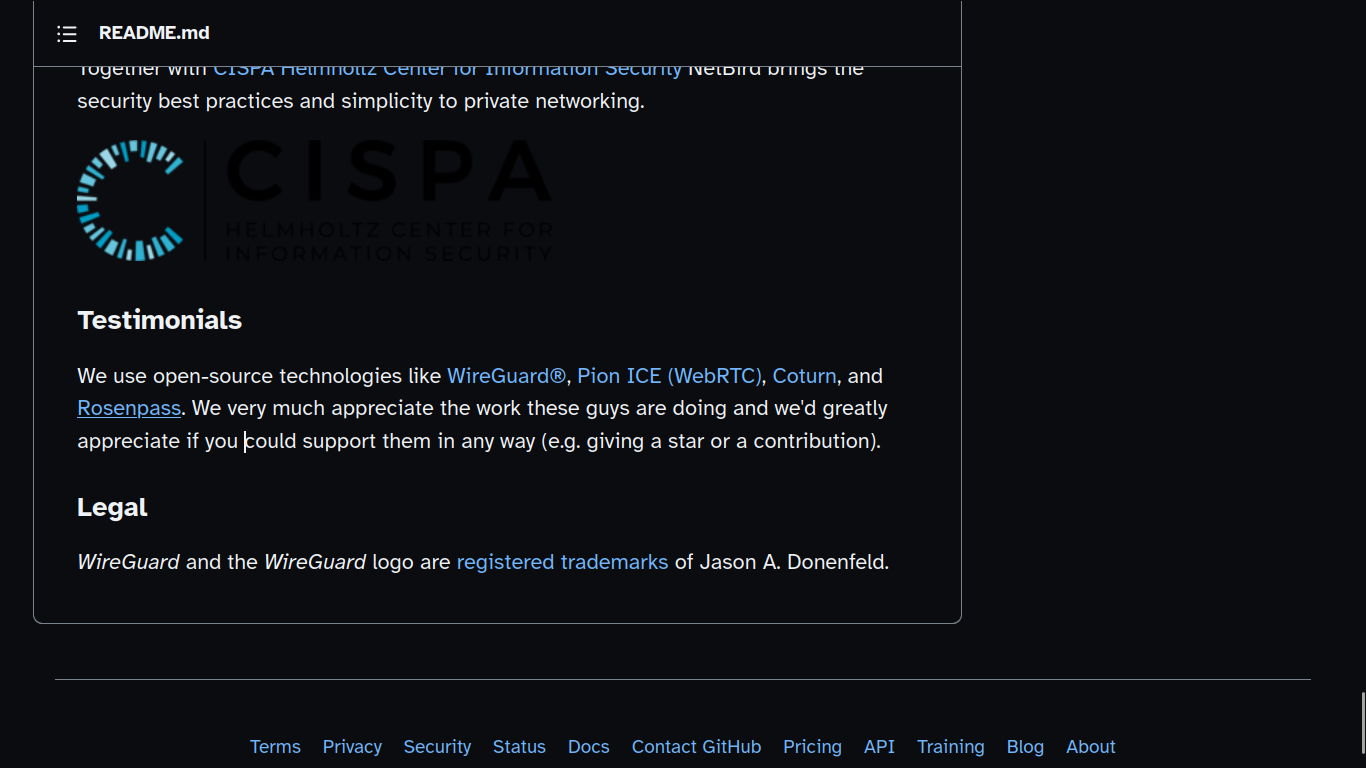 README.md
Together with CISPA Helmholtz Center for Information Security NetBird brings the
security best practices and simplicity to private networking.
CISPA
HELMHOLTZ CENTER FOR
INFORMATION SECURITY
Testimonials
We use open-source technologies like WireGuard®, Pion ICE (WebRTC), Coturn, and
Rosenpass. We very much appreciate the work these guys are doing and we'd greatly
appreciate if you could support them in any way (e.g. giving a star or a contribution).
Legal
WireGuard and the WireGuard logo are registered trademarks of Jason A. Donenfeld.
Terms Privacy Security Status Docs Contact GitHub Pricing API Training Blog About